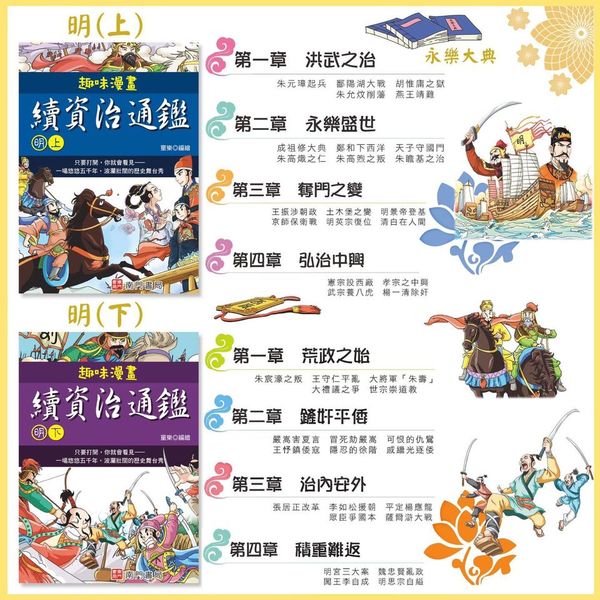 明(上)
趣味漫畫
續資治通鑑
明 上
童樂◎編繪
只要打開，你就會看見——
一場悠悠五千年，波瀾壯闊的歷史舞台秀
南門書局
永樂大典
第一章 洪武之治
朱元璋起兵 鄱陽湖大戰 胡惟庸之獄
朱允炆削藩 燕王靖難
第二章 永樂盛世
成祖修大典 鄭和下西洋 天子守國門
朱高熾之仁 朱高煦之叛 朱瞻基之治
明
第三章 奪門之變
王振涉朝政 土木堡之變 明景帝登基
京師保衛戰 明英宗復位 清白在人間
第四章 弘治中興
憲宗設西廠 孝宗之中興
武宗養八虎 楊一清除奸
明(下)
趣味漫畫
續資治通鑑
明 下
童樂◎編繪
只要打開，你就會看見——
一場悠悠五千年，波瀾壯闊的歷史舞台秀
南門書局
第一章 荒政之始
朱宸濠之叛 王守仁平亂 大將軍「朱壽」
大禮議之爭 世宗崇道教
第二章 鏟奸平倭
嚴嵩害夏言 冒死劾嚴嵩 可恨的仇鸞
王忬鎮倭寇 隱忍的徐階 戚繼光逐倭
第三章 治內安外
張居正改革 李如松援朝 平定楊應龍
眾臣爭國本 薩爾滸大戰
第四章 積重難返
明宮三大案 魏忠賢亂政
闖王李自成 明思宗自縊